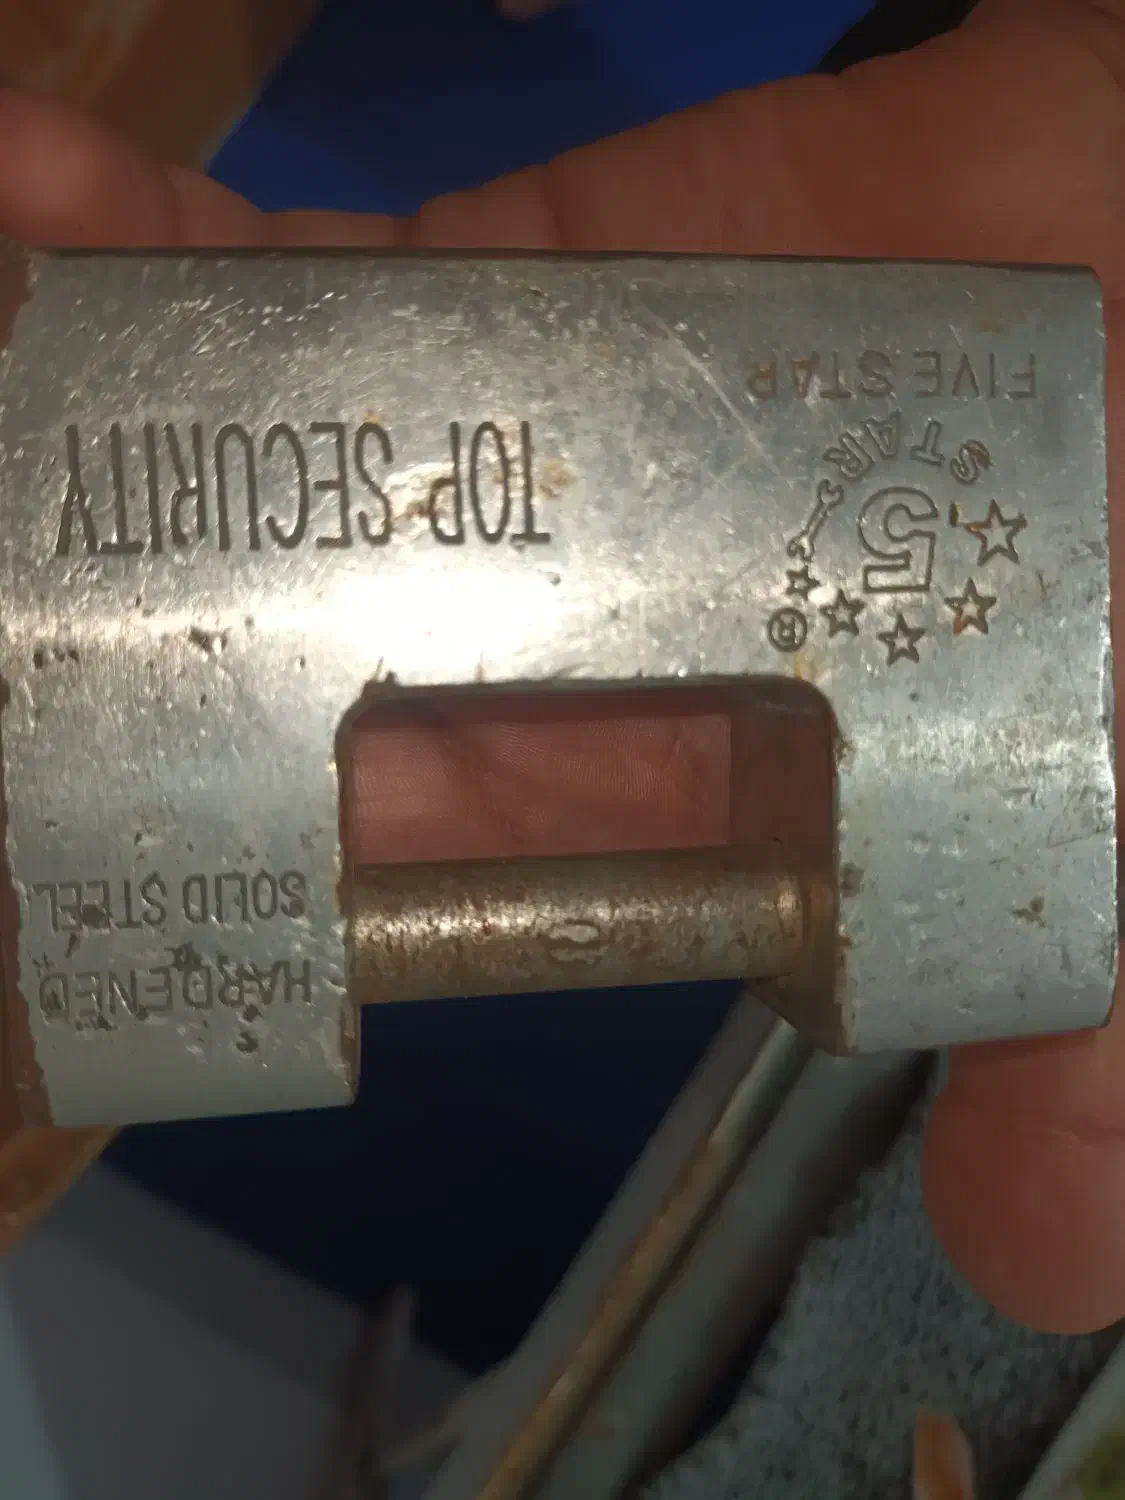 HARDENED
SOLID STEEL
®
5
STAR
FIVE STAR
TOP SECURITY